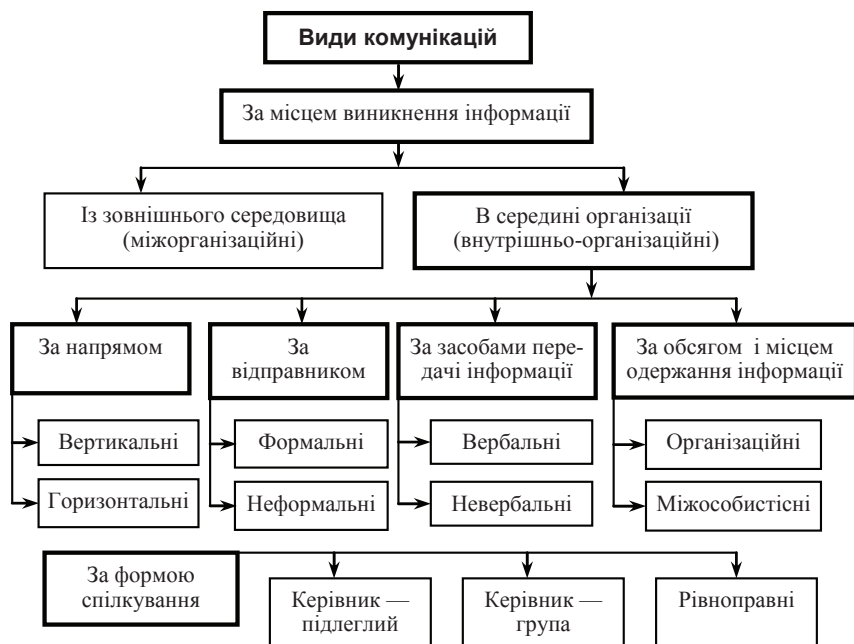 Види комунікацій
За місцем виникнення інформації
Із зовнішнього середовища
(міжорганізаційні)
В середині організації
(внутрішньо-організаційні)
За напрямом
За
відправником
За засобами пере-
дачі інформації
За обсягом і місцем
одержання інформації
Вертикальні
Формальні
Вербальні
Організаційні
Горизонтальні
Неформальні
Невербальні
Міжособистісні
За формою
спілкування
Керівник —
підлеглий
Керівник —
група
Рівноправні